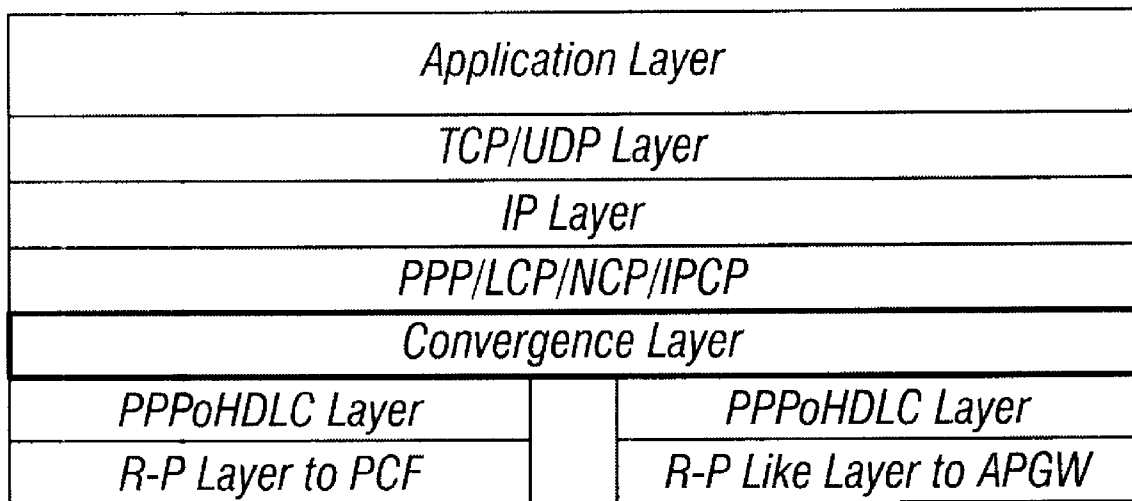 Application Layer
TCP/UDP Layer
IP Layer
PPP/LCP/NCP/IPCP
Convergence Layer
PPPoHDLC Layer PPPoHDLC Layer
R-P Layer to PCF R-P Like Layer to APGW